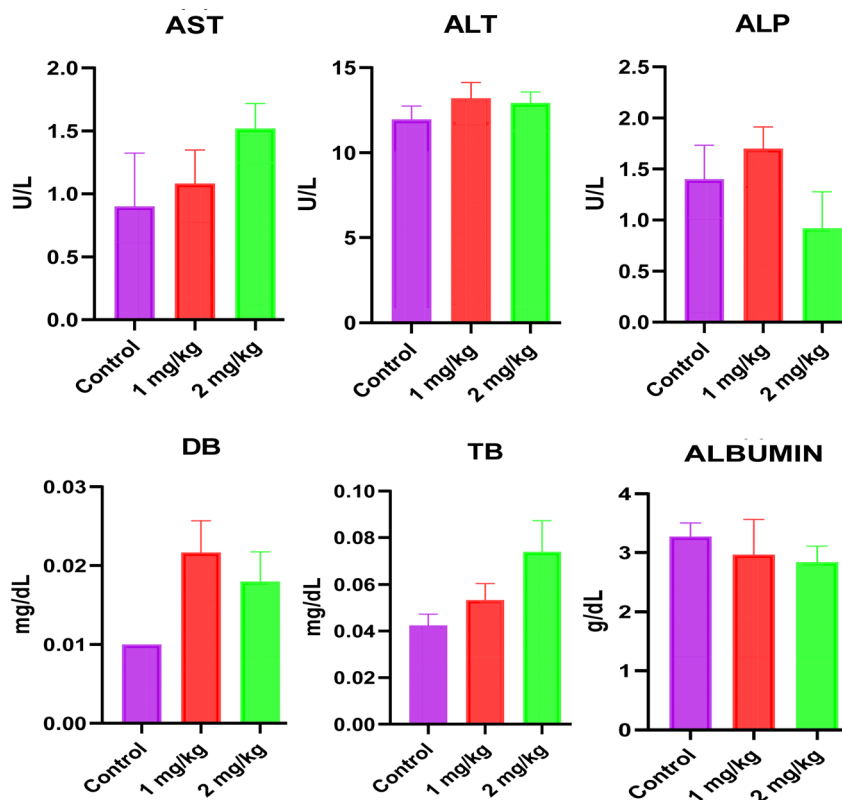 AST
U/L
2.0
1.5
1.0
0.5
0.0
Control
1 mg/kg
2 mg/kg
ALT
U/L
15
10
5
0
Control
1 mg/kg
2 mg/kg
ALP
U/L
2.5
2.0
1.5
1.0
0.5
0.0
Control
1 mg/kg
2 mg/kg
DB
mg/dL
0.03
0.02
0.01
0.00
Control
1 mg/kg
2 mg/kg
TB
mg/dL
0.10
0.08
0.06
0.04
0.02
0.00
Control
1 mg/kg
2 mg/kg
ALBUMIN
g/dL
4
3
2
1
0
Control
1 mg/kg
2 mg/kg